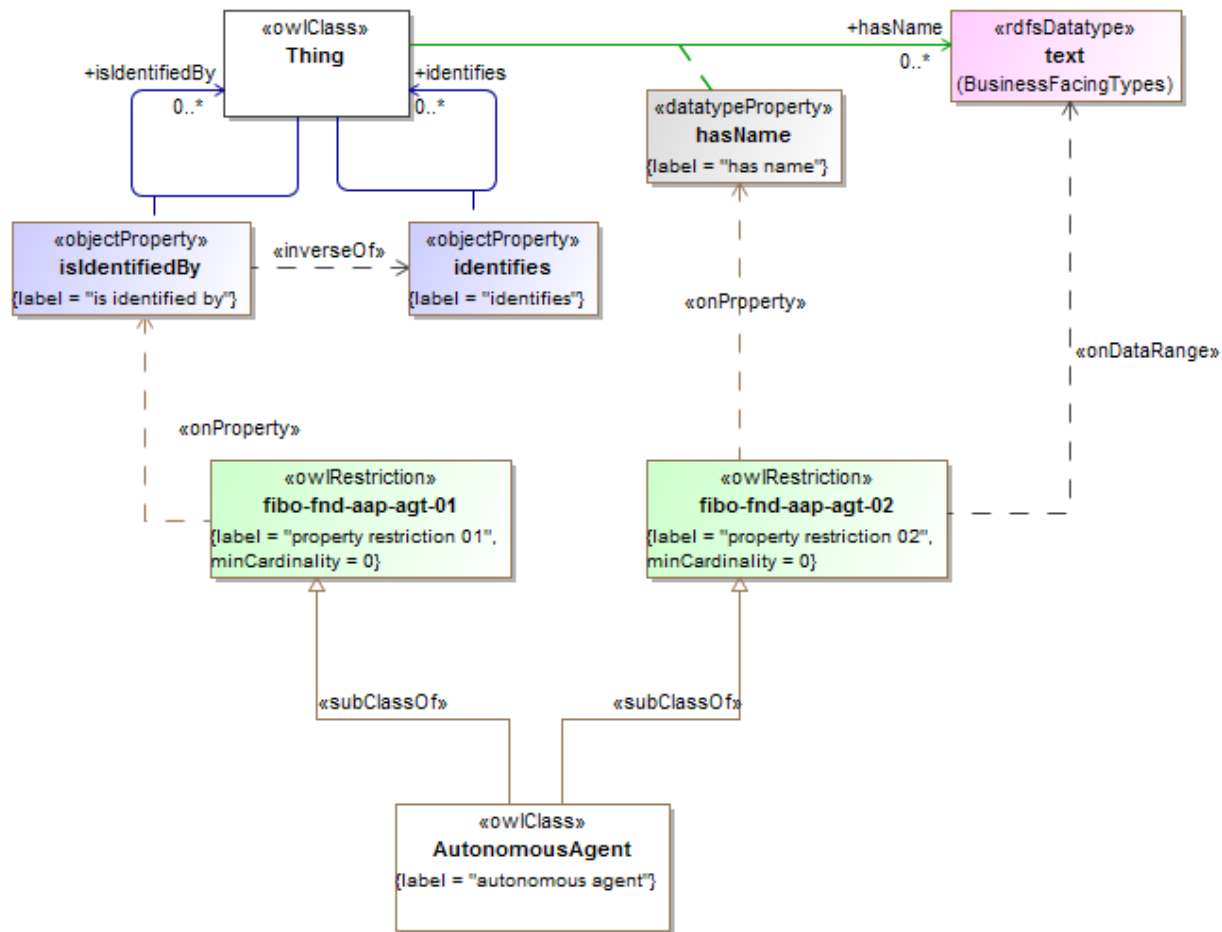 «owlClass»
Thing
+hasName
0..*
«rdfsDatatype»
text
(BusinessFacingTypes)
+isIdentifiedBy
0..*
+identifies
0..*
«datatypeProperty»
hasName
{label = "has name"}
«objectProperty»
isIdentifiedBy
{label = "is identified by"}
«inverseOf»
«objectProperty»
identifies
{label = "identifies"}
«onProperty»
«onDataRange»
«onProperty»
«owlRestriction»
fibo-fnd-aap-agt-01
{label = "property restriction 01",
minCardinality = 0}
«owlRestriction»
fibo-fnd-aap-agt-02
{label = "property restriction 02",
minCardinality = 0}
«subClassOf»
«subClassOf»
«owlClass»
AutonomousAgent
{label = "autonomous agent"}